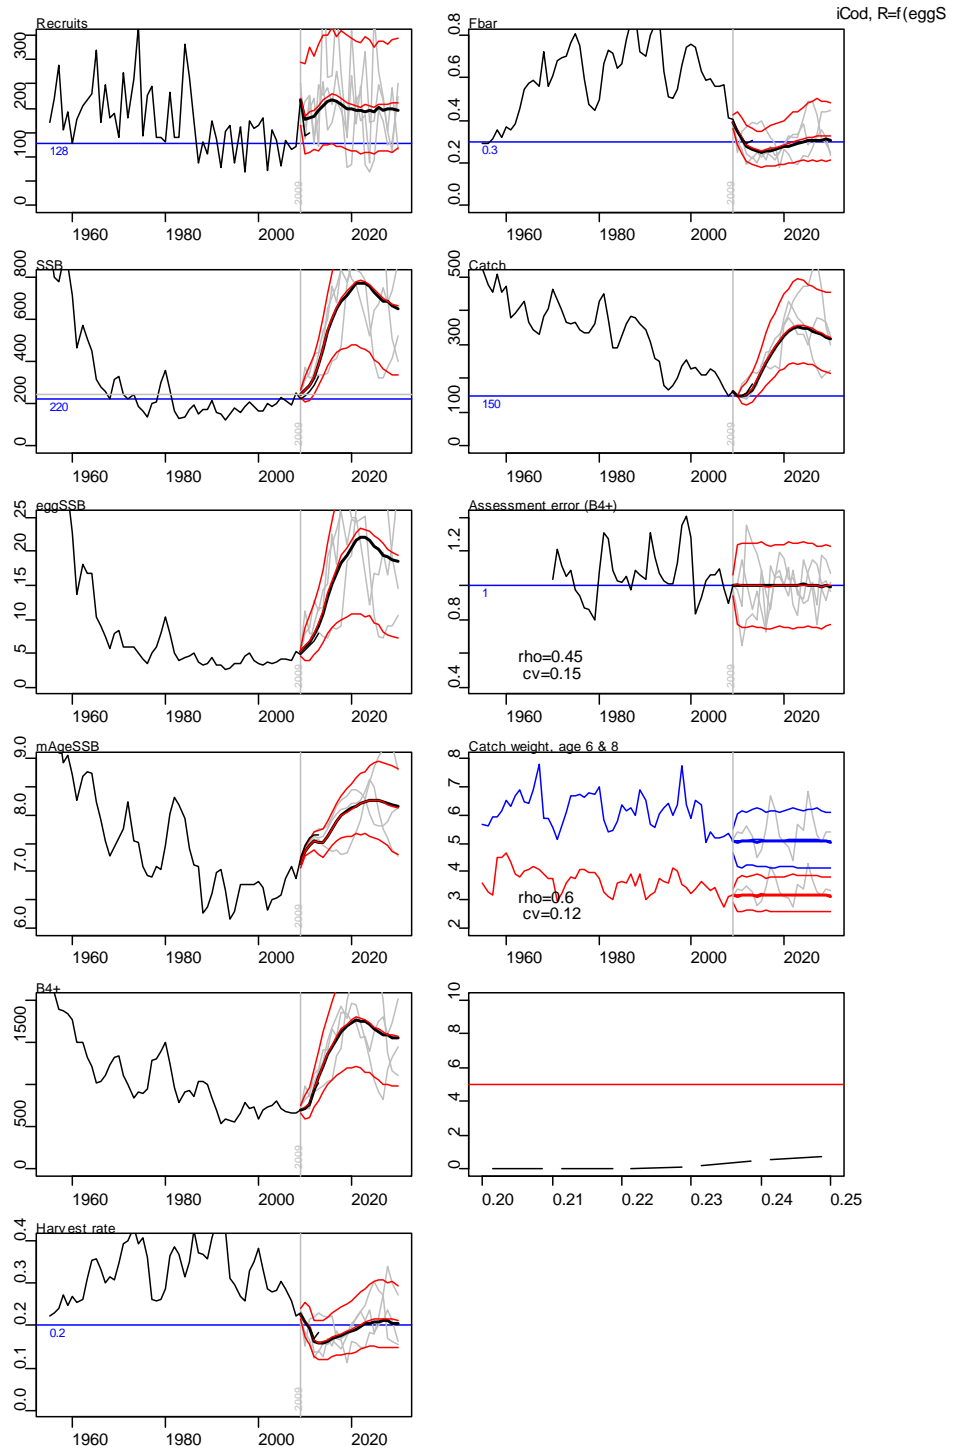 iCod, R=f(eggS
Recruits
0 100 200 300
128
2009
1960 1980 2000 2020
Fbar
0.0 0.2 0.4 0.6 0.8
0.3
2009
1960 1980 2000 2020
SSB
0 200 400 600 800
220
2009
1960 1980 2000 2020
Catch
0 100 300 500
150
2009
1960 1980 2000 2020
eggSSB
0 5 10 15 20 25
2009
1960 1980 2000 2020
Assessment error (B4+)
0.4 0.8 1.2
1
rho=0.45
cv=0.15
2009
1960 1980 2000 2020
mAgeSSB
6.0 7.0 8.0 9.0
2009
1960 1980 2000 2020
Catch weight, age 6 & 8
2 3 4 5 6 7 8
rho=0.6
cv=0.12
1960 1980 2000 2020
B4+
0 500 1500
2009
1960 1980 2000 2020
0 2 4 6 8 10
0.20 0.21 0.22 0.23 0.24 0.25
Harvest rate
0.0 0.1 0.2 0.3 0.4
0.2
2009
1960 1980 2000 2020